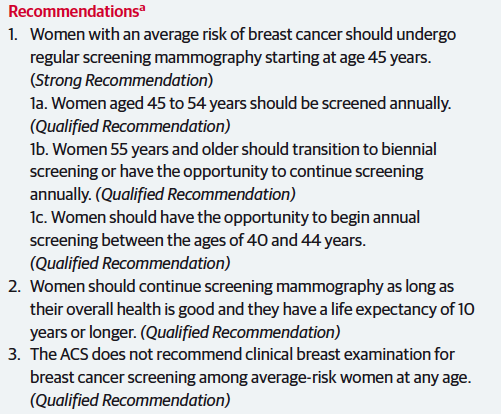 Recommendationsa
1. Women with an average risk of breast cancer should undergo
regular screening mammography starting at age 45 years.
(Strong Recommendation)
1a. Women aged 45 to 54 years should be screened annually.
(Qualified Recommendation)
1b. Women 55 years and older should transition to biennial
screening or have the opportunity to continue screening
annually. (Qualified Recommendation)
1c. Women should have the opportunity to begin annual
screening between the ages of 40 and 44 years.
(Qualified Recommendation)
2. Women should continue screening mammography as long as
their overall health is good and they have a life expectancy of 10
years or longer. (Qualified Recommendation)
3. The ACS does not recommend clinical breast examination for
breast cancer screening among average-risk women at any age.
(Qualified Recommendation)